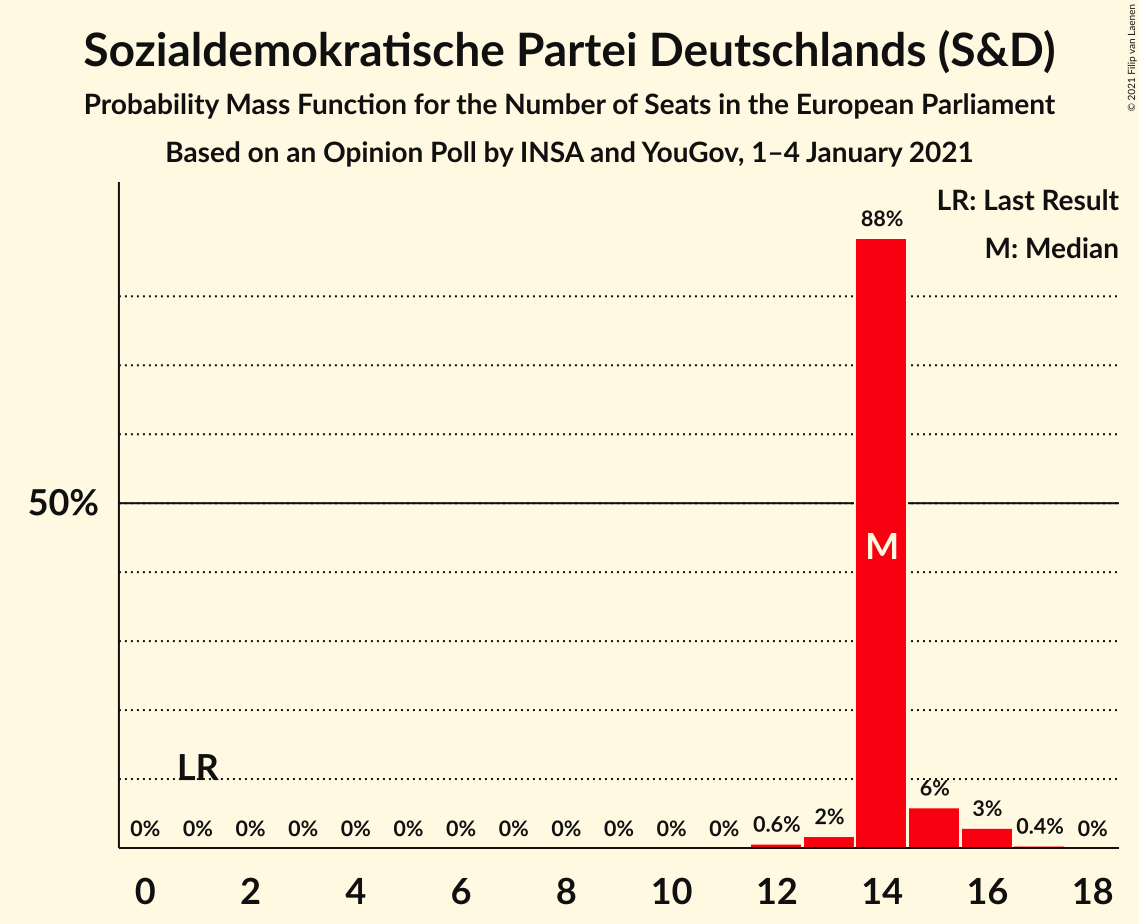 Sozialdemokratische Partei Deutschlands (S&D)
Probability Mass Function for the Number of Seats in the European Parliament
Based on an Opinion Poll by INSA and YouGov, 1–4 January 2021
© 2021 Filip van Laenen
LR: Last Result
M: Median
88%
50%
M
LR
0% 0% 0% 0% 0% 0% 0% 0% 0% 0% 0% 0% 0.6% 2% 6% 3% 0.4% 0%
0 2 4 6 8 10 12 14 16 18